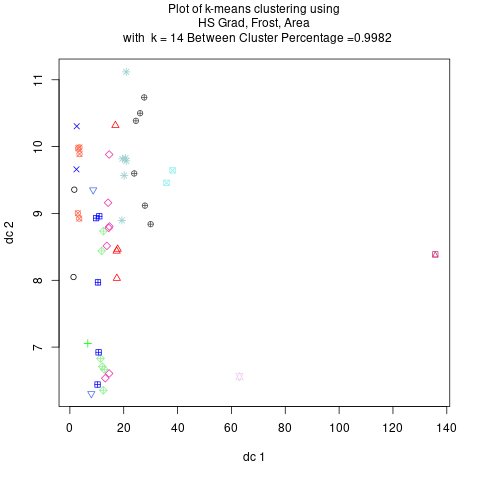 Plot of k-means clustering using
HS Grad, Frost, Area
with k = 14 Between Cluster Percentage =0.9982
11
10
9
8
7
dc 2
0 20 40 60 80 100 120 140
dc 1